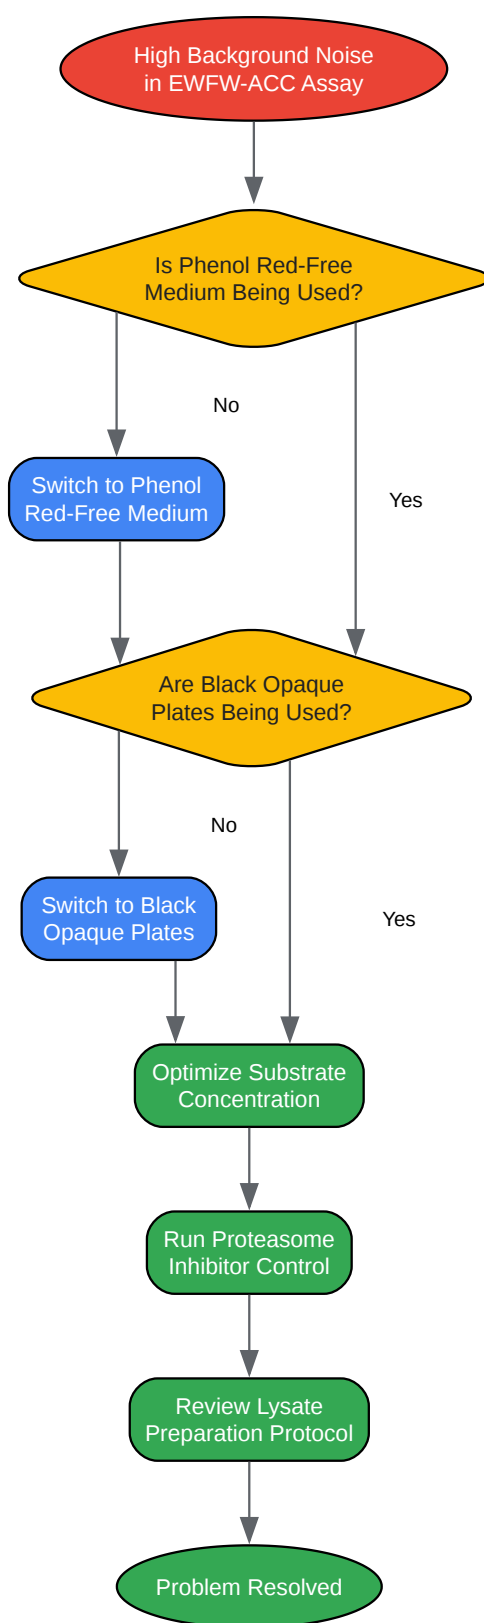 High Background Noise
in EWFW-ACC Assay
Is Phenol Red-Free
Medium Being Used?
No
Switch to Phenol
Red-Free Medium
Yes
Are Black Opaque
Plates Being Used?
No
Switch to Black
Opaque Plates
Yes
Optimize Substrate
Concentration
Run Proteasome
Inhibitor Control
Review Lysate
Preparation Protocol
Problem Resolved